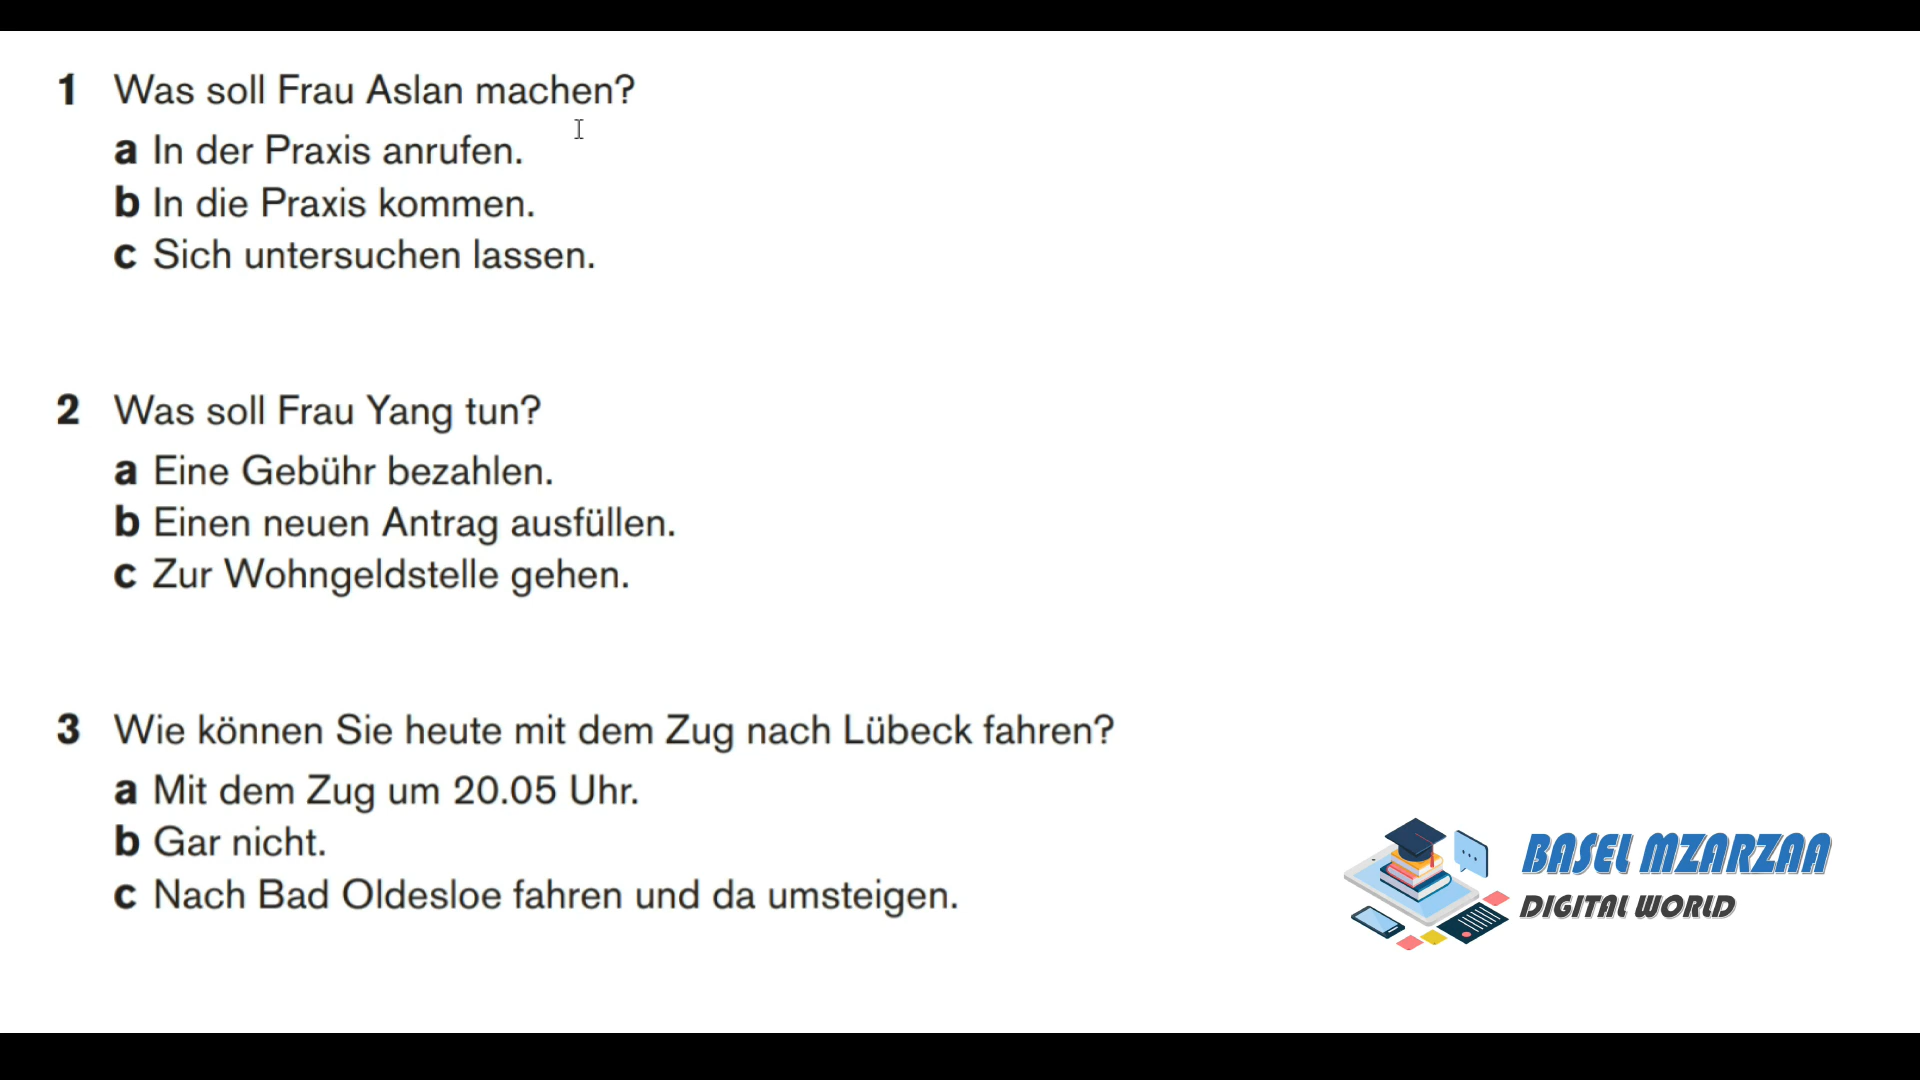 1 Was soll Frau Aslan machen?
a In der Praxis anrufen.
b In die Praxis kommen.
c Sich untersuchen lassen.
2 Was soll Frau Yang tun?
a Eine Gebühr bezahlen.
b Einen neuen Antrag ausfüllen.
c Zur Wohngeldstelle gehen.
3 Wie können Sie heute mit dem Zug nach Lübeck fahren?
a Mit dem Zug um 20.05 Uhr.
b Gar nicht.
c Nach Bad Oldesloe fahren und da umsteigen.
BASEL MZARZAA
DIGITAL WORLD